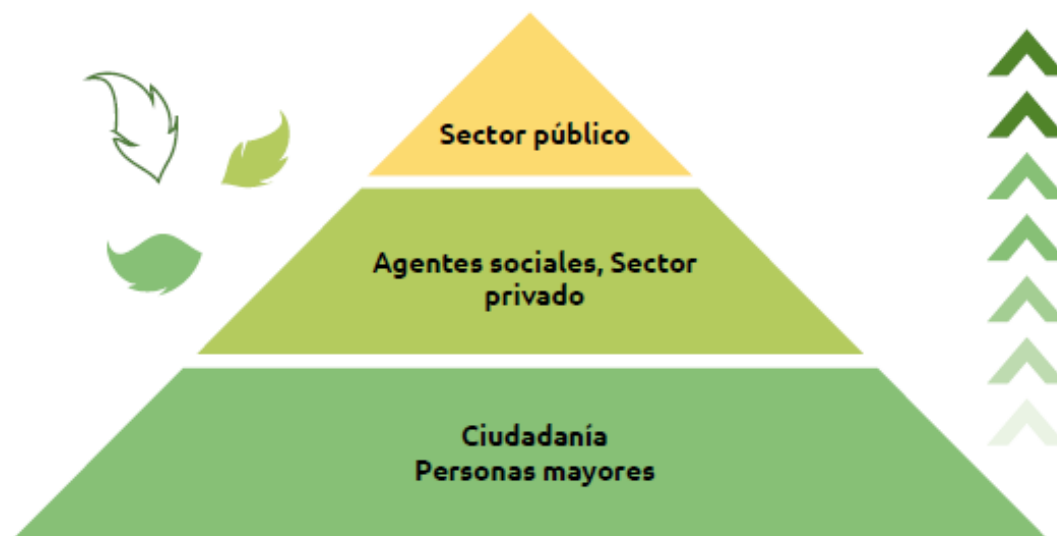 Sector público
Agentes sociales, Sector
privado
Ciudadanía
Personas mayores